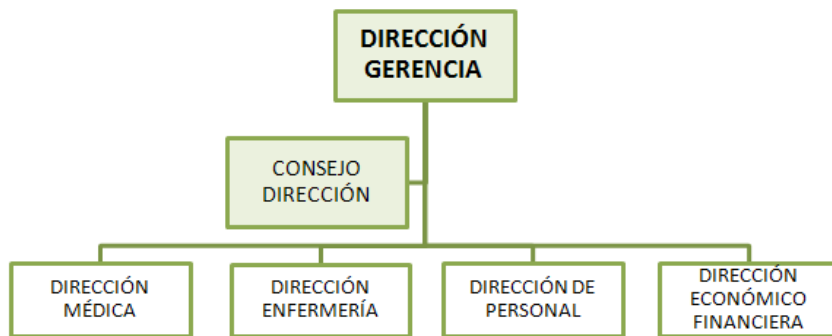 DIRECCIÓN
GERENCIA
CONSEJO
DIRECCIÓN
DIRECCIÓN
MÉDICA
DIRECCIÓN
ENFERMERÍA
DIRECCIÓN DE
PERSONAL
DIRECCIÓN
ECONÓMICO
FINANCIERA